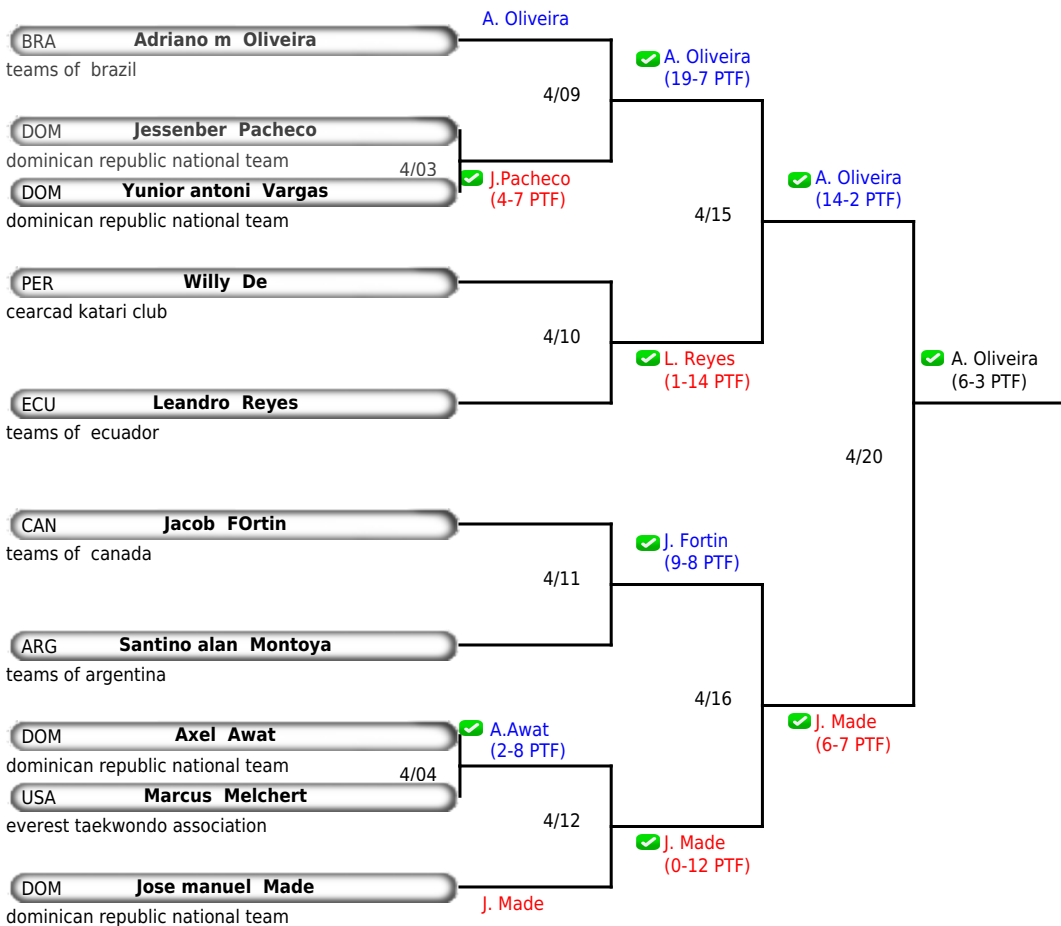 A. Oliveira
BRA Adriano m Oliveira
teams of brazil
A. Oliveira
(19-7 PTF)
4/09
DOM Jessenber Pacheco
dominican republic national team
4/03
J.Pacheco
(4-7 PTF)
DOM Yunior antoni Vargas
dominican republic national team
A. Oliveira
(14-2 PTF)
4/15
PER Willy De
cearcad katari club
4/10
L. Reyes
(1-14 PTF)
A. Oliveira
(6-3 PTF)
ECU Leandro Reyes
teams of ecuador
4/20
CAN Jacob FOrtin
teams of canada
J. Fortin
(9-8 PTF)
4/11
ARG Santino alan Montoya
teams of argentina
4/16
J. Made
(6-7 PTF)
DOM Axel Awat
dominican republic national team
A.Awat
(2-8 PTF)
4/04
USA Marcus Melchert
everest taekwondo association
4/12
J. Made
(0-12 PTF)
DOM Jose manuel Made
dominican republic national team
J. Made